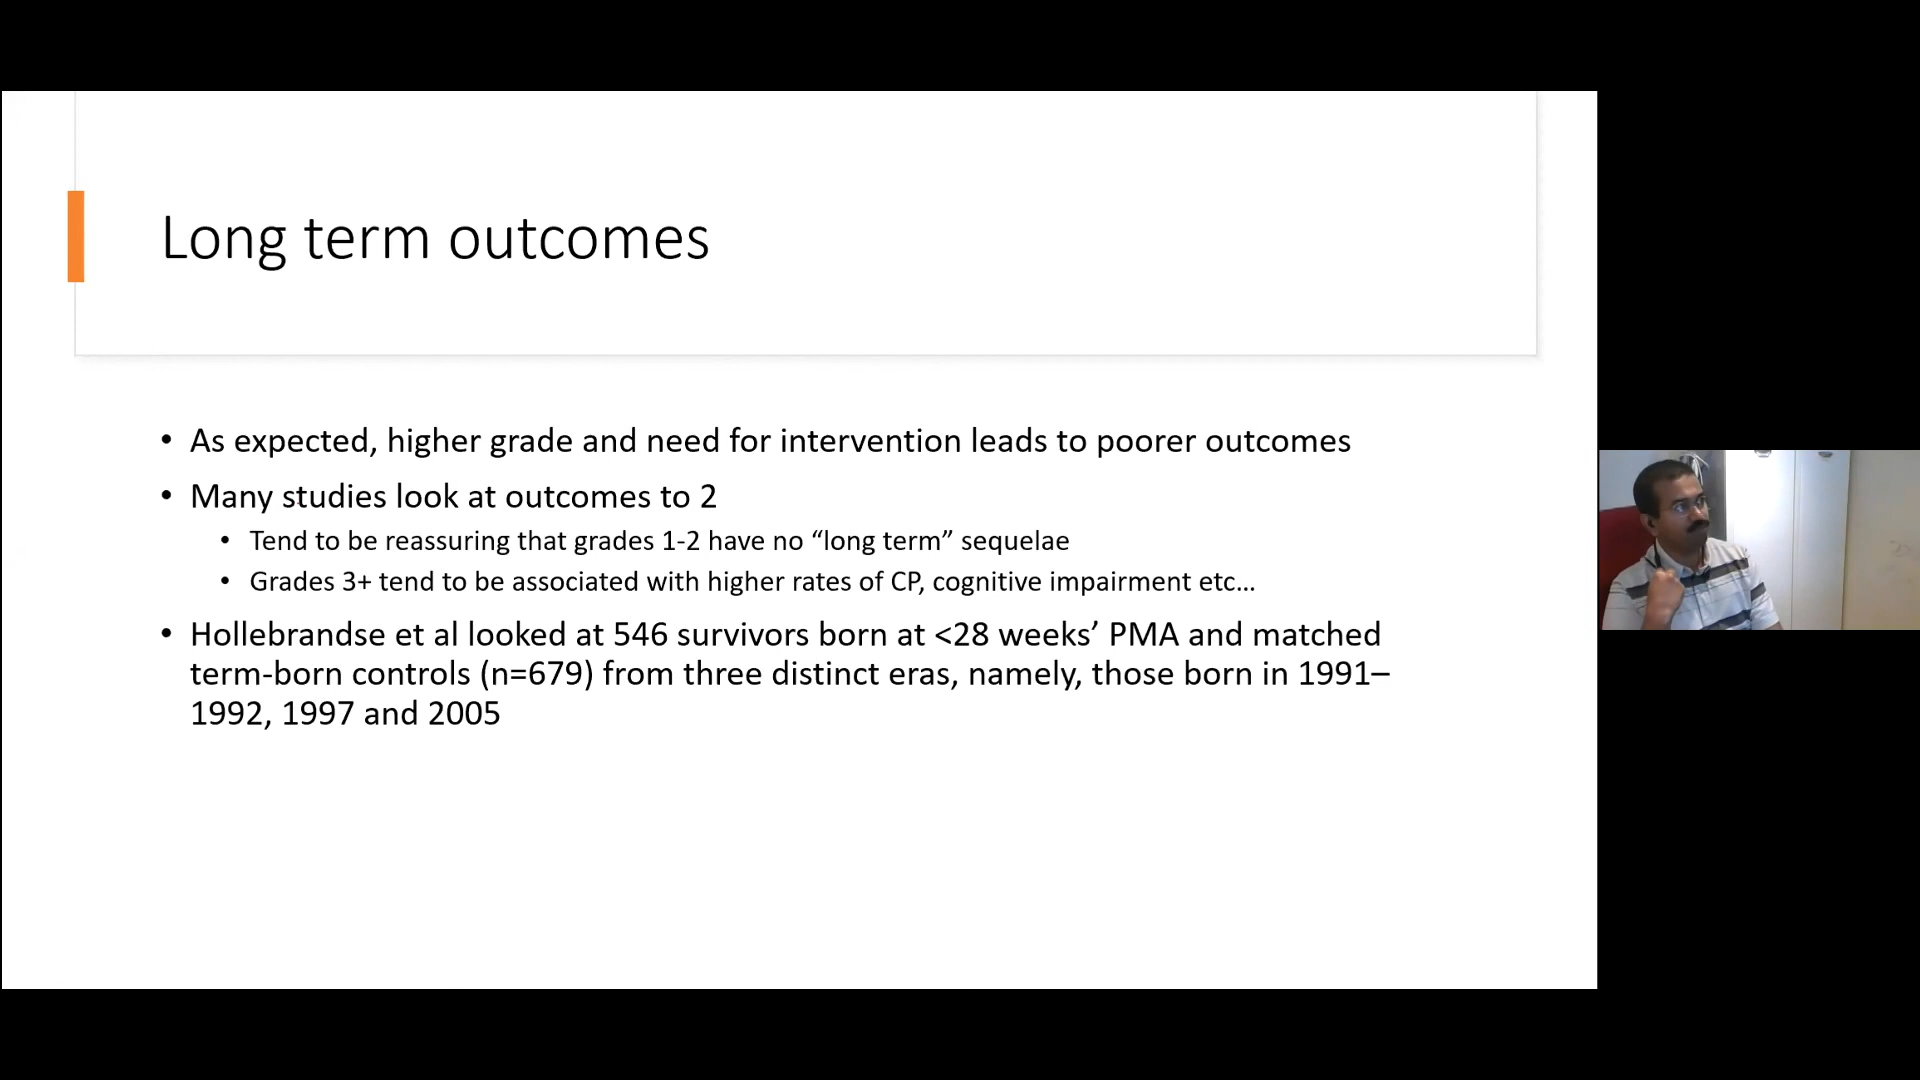 Long term outcomes
• As expected, higher grade and need for intervention leads to poorer outcomes
• Many studies look at outcomes to 2
• Tend to be reassuring that grades 1-2 have no “long term” sequelae
• Grades 3+ tend to be associated with higher rates of CP, cognitive impairment etc…
• Hollebrandse et al looked at 546 survivors born at <28 weeks’ PMA and matched
term-born controls (n=679) from three distinct eras, namely, those born in 1991–
1992, 1997 and 2005